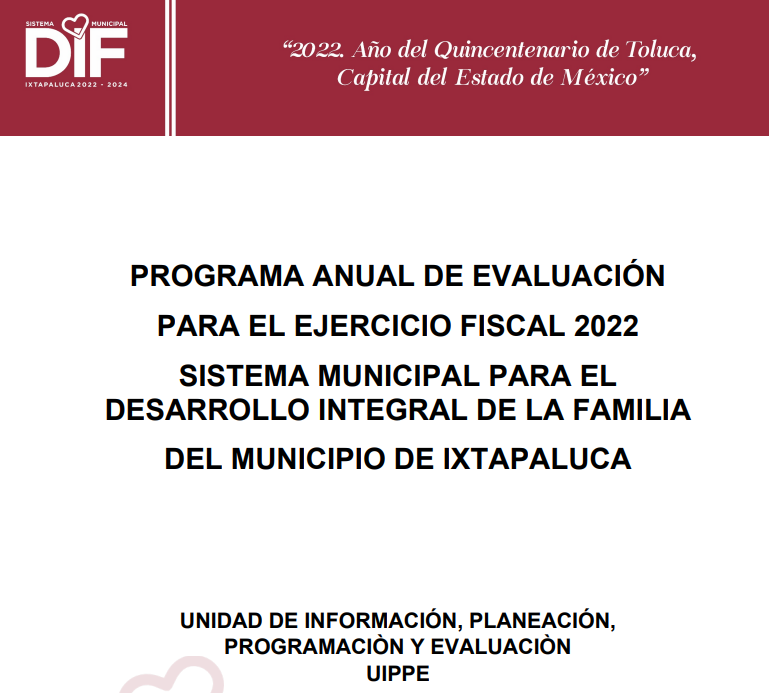 SISTEMA MUNICIPAL
DIF
IXTAPALUCA 2022 - 2024
“2022. Año del Quincentenario de Toluca,
Capital del Estado de México”
PROGRAMA ANUAL DE EVALUACIÓN
PARA EL EJERCICIO FISCAL 2022
SISTEMA MUNICIPAL PARA EL
DESARROLLO INTEGRAL DE LA FAMILIA
DEL MUNICIPIO DE IXTAPALUCA
UNIDAD DE INFORMACIÓN, PLANEACIÓN,
PROGRAMACIÒN Y EVALUACIÒN
UIPPE